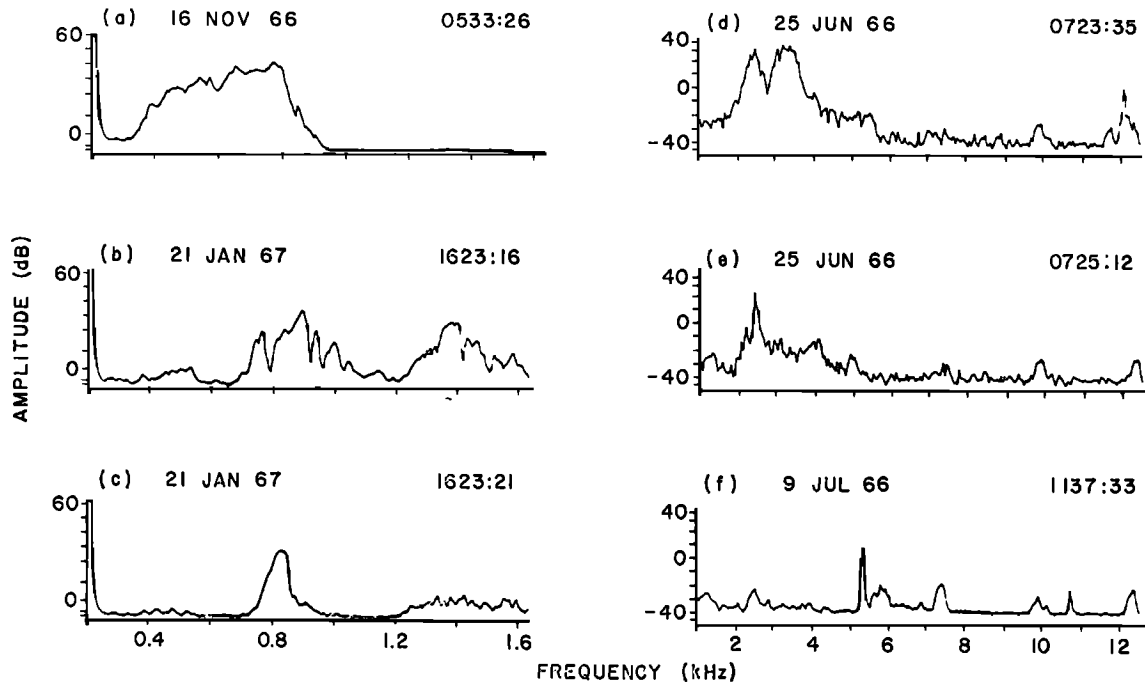 (a) 16 NOV 66 0533:26
60
0
(b) 21 JAN 67 1623:16
60
0
(c) 21 JAN 67 1623:21
60
0
0.4 0.8 1.2 1.6
(d) 25 JUN 66 0723:35
40
0
-40
(e) 25 JUN 66 0725:12
40
0
-40
(f) 9 JUL 66 1137:33
40
0
-40
2 4 6 8 10 12
AMPLITUDE (dB)
FREQUENCY (kHz)